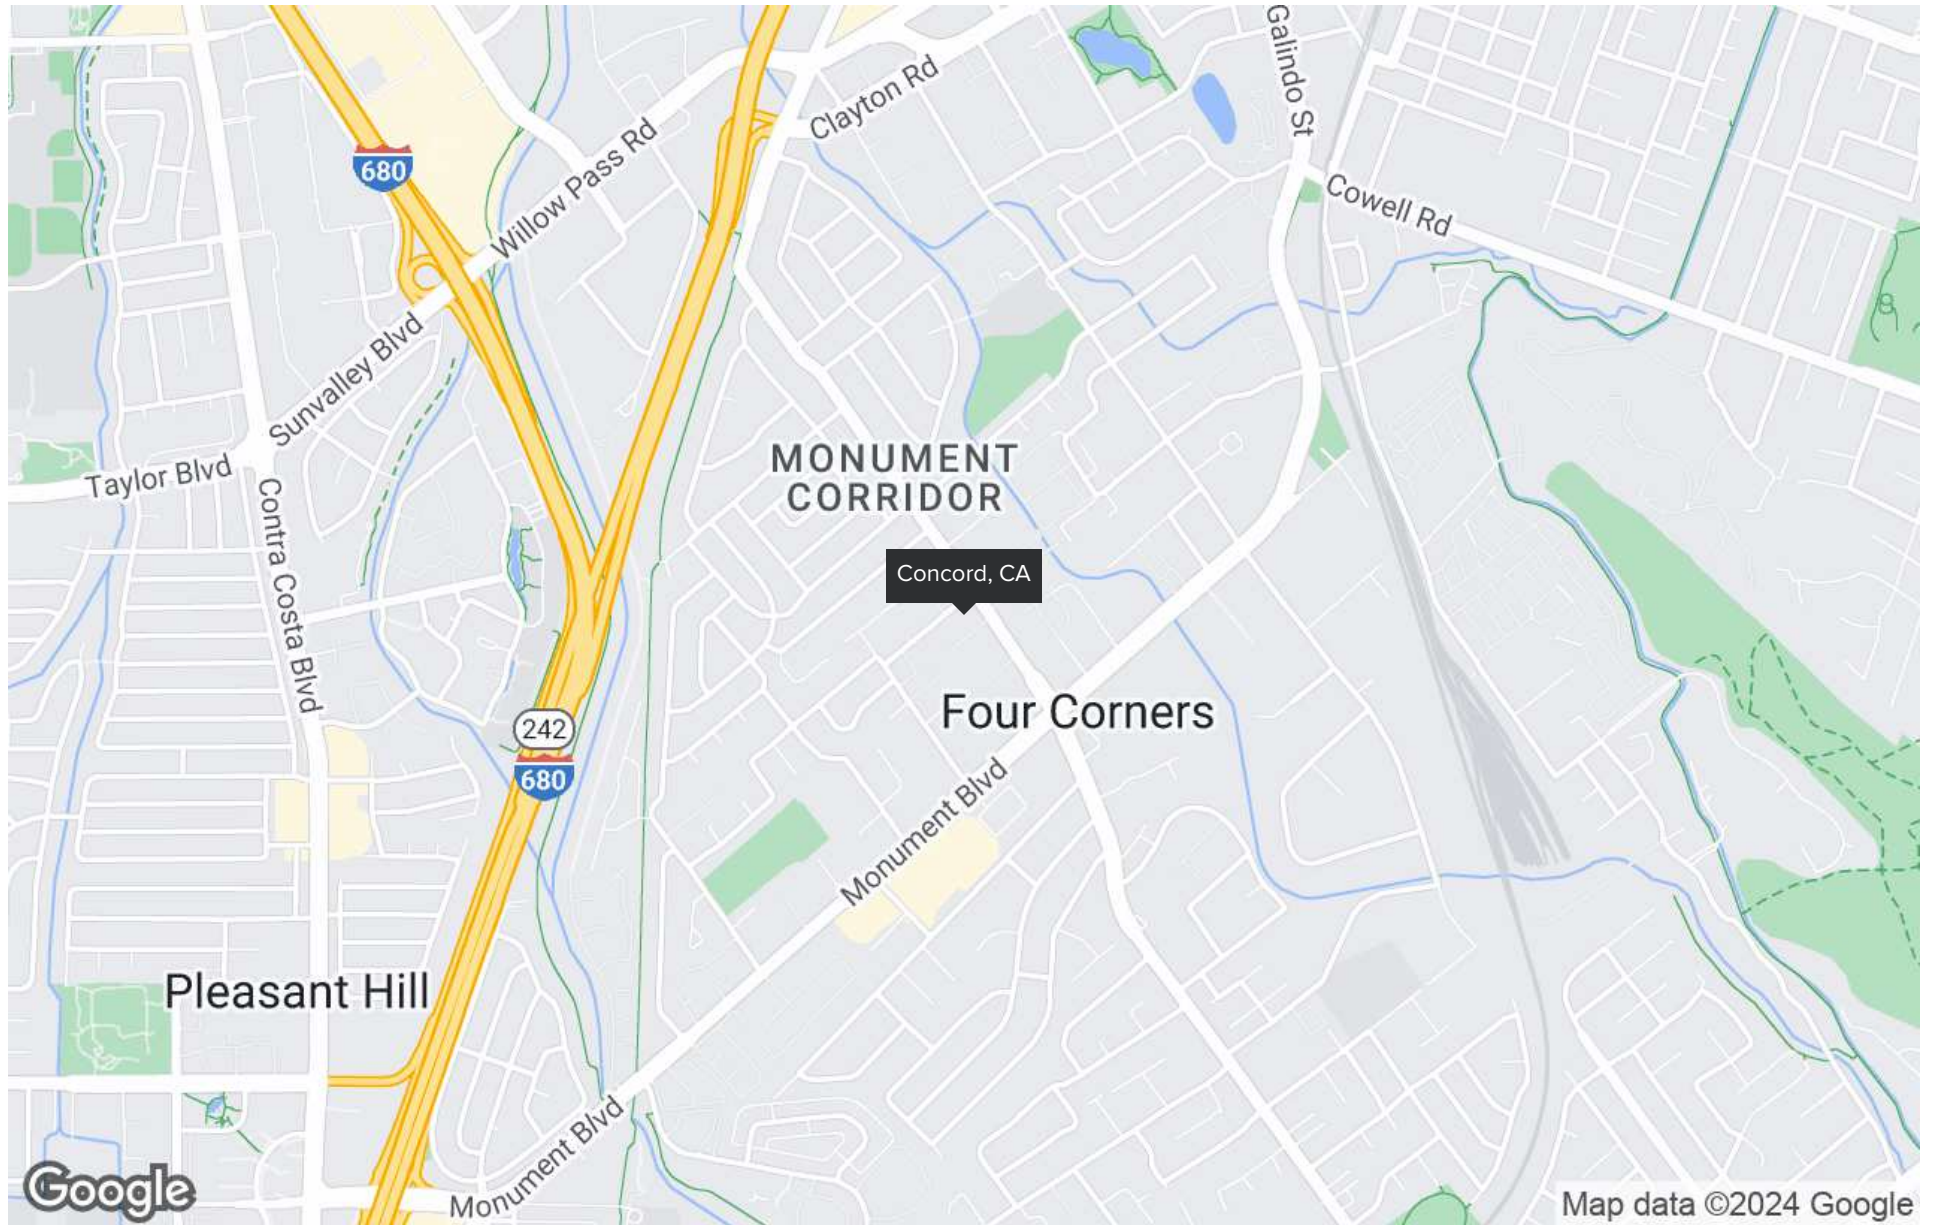 Galindo St
Clayton Rd
680
Willow Pass Rd
Cowell Rd
Sunvalley Blvd
Taylor Blvd
MONUMENT
CORRIDOR
Contra Costa Blvd
Concord, CA
Four Corners
242
680
Monument Blvd
Pleasant Hill
Monument Blvd
Google
Map data ©2024 Google